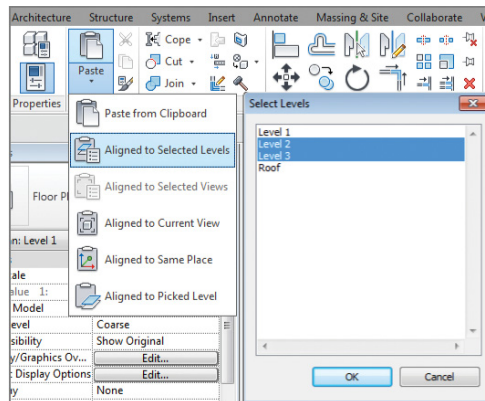 Architecture Structure Systems Insert Annotate Massing & Site Collaborate
Cope
Cut
Paste
Join
Properties
Paste from Clipboard
Aligned to Selected Levels
Aligned to Selected Views
Aligned to Current View
Aligned to Same Place
Aligned to Picked Level
Select Levels
Level 1
Level 2
Level 3
Roof
OK Cancel
Floor Pl
n: Level 1
ale
alue 1:
Model
evel Coarse
sibility Show Original
y/Graphics Ov... Edit...
Display Options Edit...
y None